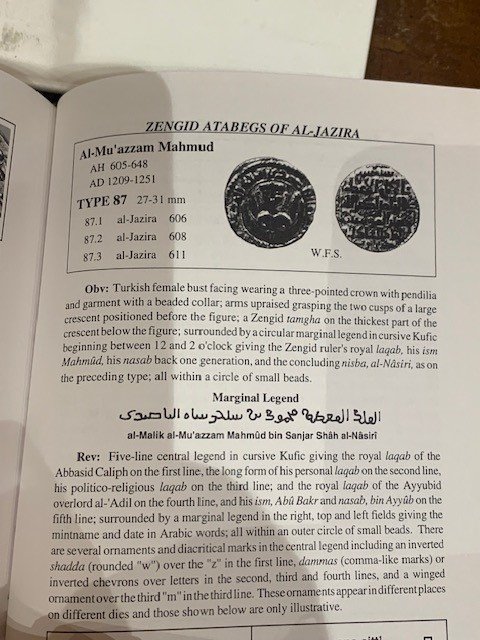 ZENGID ATABEGS OF AL-JAZIRA
Al-Mu'azzam Mahmud
AH 605-648
AD 1209-1251
TYPE 87 27-31 mm
87.1 al-Jazira 606
87.2 al-Jazira 608
87.3 al-Jazira 611
W.F.S.
Obv: Turkish female bust facing wearing a three-pointed crown with pendilia
and garment with a beaded collar; arms upraised grasping the two cusps of a large
crescent positioned before the figure; a Zengid tamgha on the thickest part of the
crescent below the figure; surrounded by a circular marginal legend in cursive Kufic
beginning between 12 and 2 o'clock giving the Zengid ruler's royal laqab, his ism
Mahmûd, his nasab back one generation, and the concluding nisba, al-Nâsiri, as on
the preceding type; all within a circle of small beads.
Marginal Legend
al-Malik al-Mu'azzam Mahmûd bin Sanjar Shâh al-Nâsirî
Rev: Five-line central legend in cursive Kufic giving the royal laqab of the
Abbasid Caliph on the first line, the long form of his personal laqab on the second line,
his politico-religious laqab on the third line; and the royal laqab of the Ayyubid
overlord al-'Adil on the fourth line, and his ism, Abû Bakr and nasab, bin Ayyûb on the
fifth line; surrounded by a marginal legend in the right, top and left fields giving the
mintname and date in Arabic words; all within an outer circle of small beads. There
are several ornaments and diacritical marks in the central legend including an inverted
shadda (rounded "w") over the "z" in the first line, dammas (comma-like marks) or
inverted chevrons over letters in the second, third and fourth lines, and a winged
ornament over the third "m" in the third line. These ornaments appear in different places
on different dies and those shown below are only illustrative.